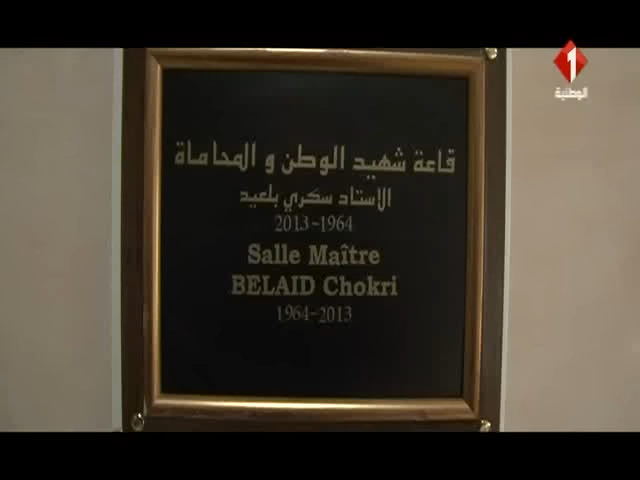 1
الوطنية
قاعة شهيد الوطن و المحاماة
الاستاد سكري بلعيد
2013-1964
Salle Maître
BELAID Chokri
1964-2013